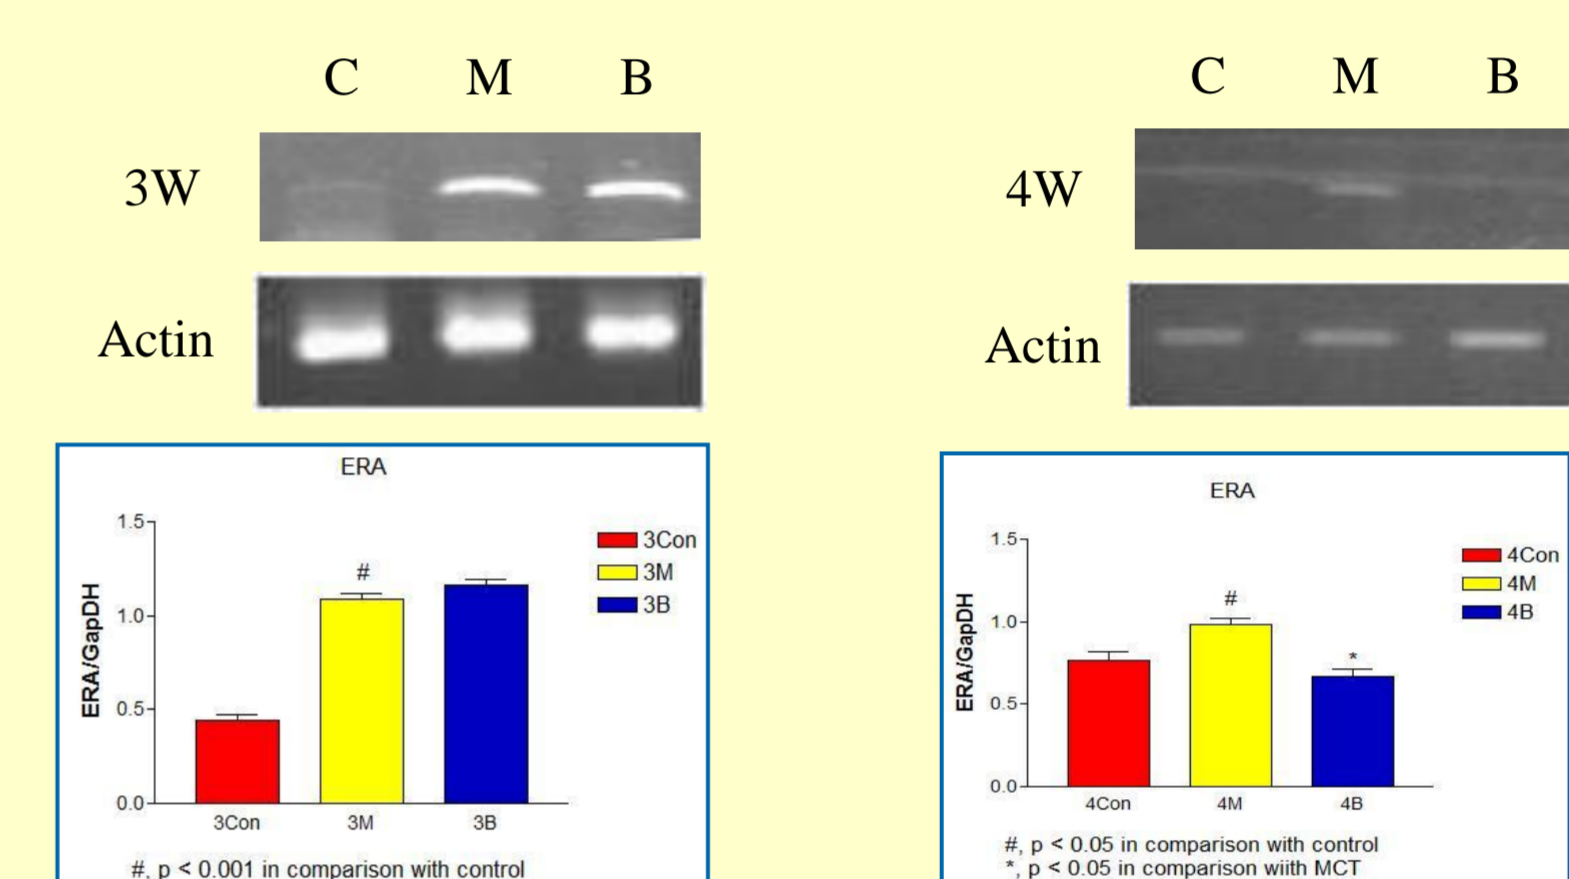 C M B
3W
Actin
ERA
1.5
1.0
0.5
0.0
ERA/GapDH
#
3Con
3M
3B
3Con 3M 3B
#, p < 0.001 in comparison with control
C M B
4W
Actin
ERA
1.5
1.0
0.5
0.0
ERA/GapDH
#
*
4Con
4M
4B
4Con 4M 4B
#, p < 0.05 in comparison with control
*, p < 0.05 in comparison wiith MCT